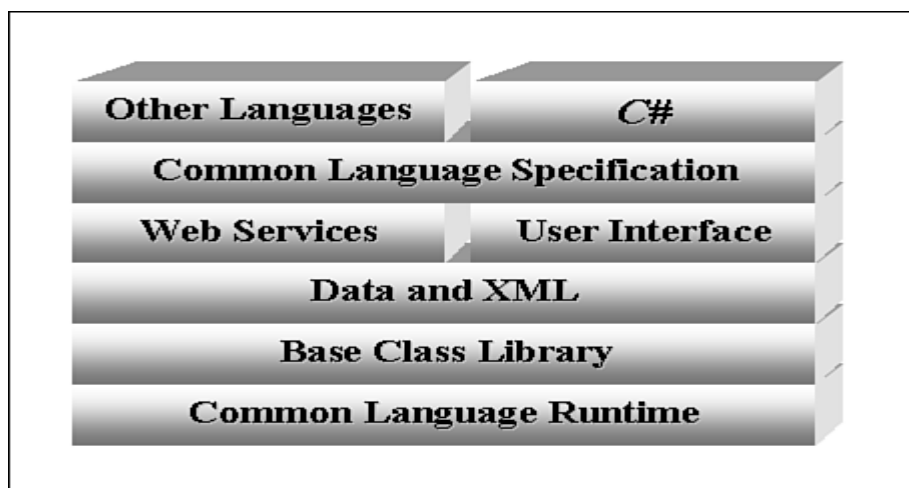 Other Languages C#
Common Language Specification
Web Services User Interface
Data and XML
Base Class Library
Common Language Runtime